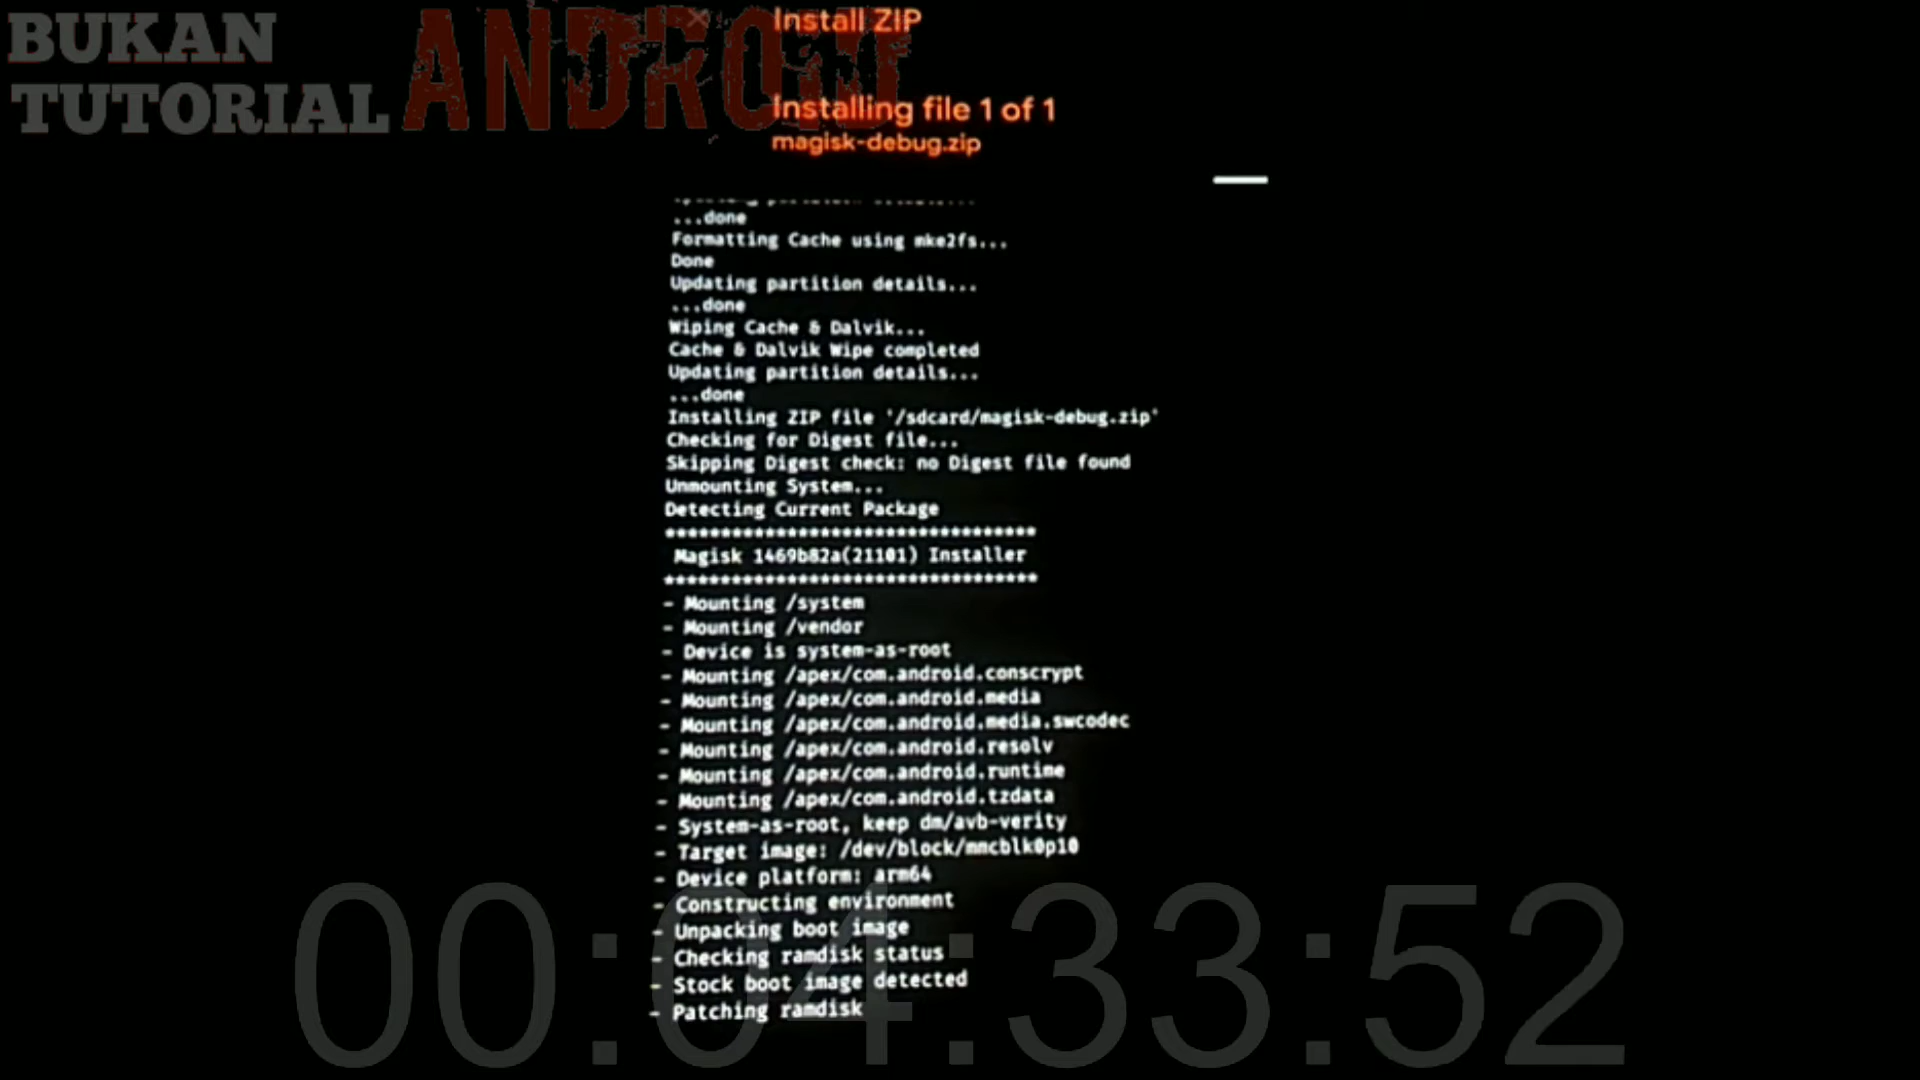 BUKAN
TUTORIAL
ANDROID
Install ZIP
Installing file 1 of 1
magisk-debug.zip
...done
Formatting Cache using mke2fs...
Done
Updating partition details...
...done
Wiping Cache & Dalvik...
Cache & Dalvik Wipe completed
Updating partition details...
...done
Installing ZIP file '/sdcard/magisk-debug.zip'
Checking for Digest file...
Skipping Digest check: no Digest file found
Unmounting System...
Detecting Current Package
**********************************
Magisk 1469b82a(21101) Installer
**********************************
- Mounting /system
- Mounting /vendor
- Device is system-as-root
- Mounting /apex/com.android.conscrypt
- Mounting /apex/com.android.media
- Mounting /apex/com.android.media.swcodec
- Mounting /apex/com.android.resolv
- Mounting /apex/com.android.runtime
- Mounting /apex/com.android.tzdata
- System-as-root, keep dm/avb-verity
- Target image: /dev/block/mmcblk0p10
- Device platform: arm64
- Constructing environment
- Unpacking boot image
- Checking ramdisk status
- Stock boot image detected
- Patching ramdisk
00:04:33:52